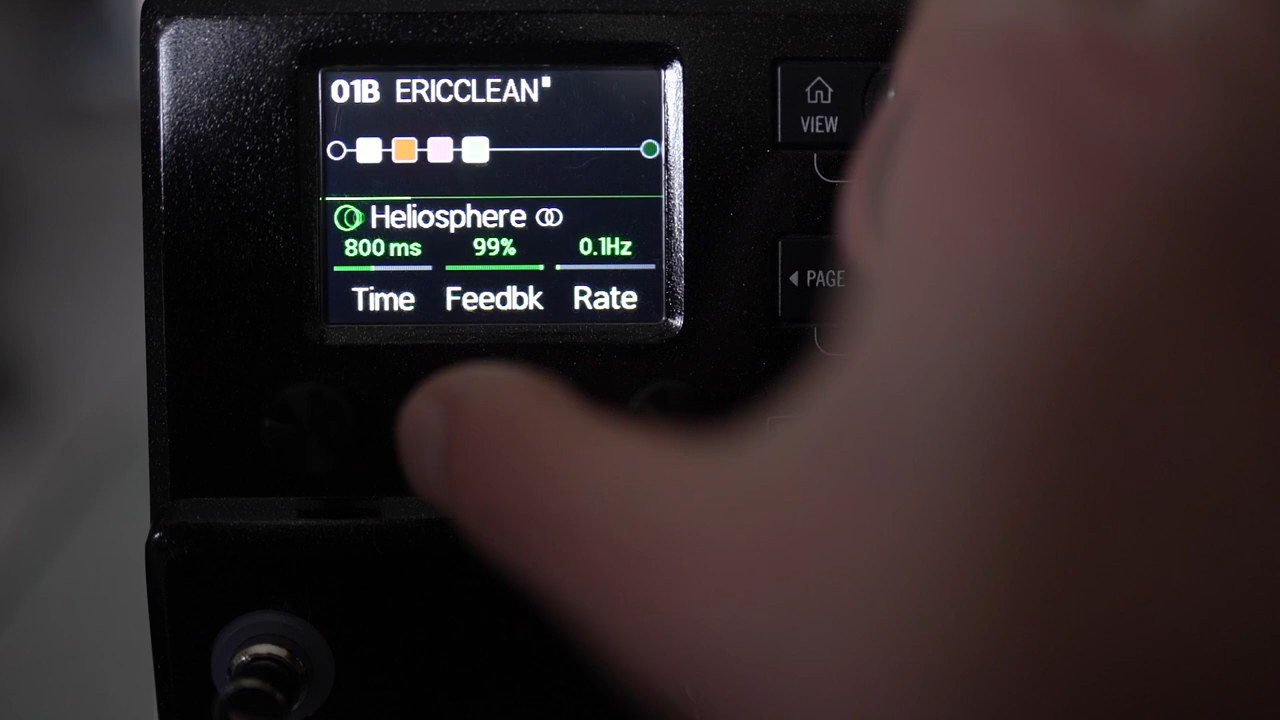 01B ERICCLEAN
Heliosphere
800 ms 99% 0.1Hz
Time Feedbk Rate
VIEW
PAGE